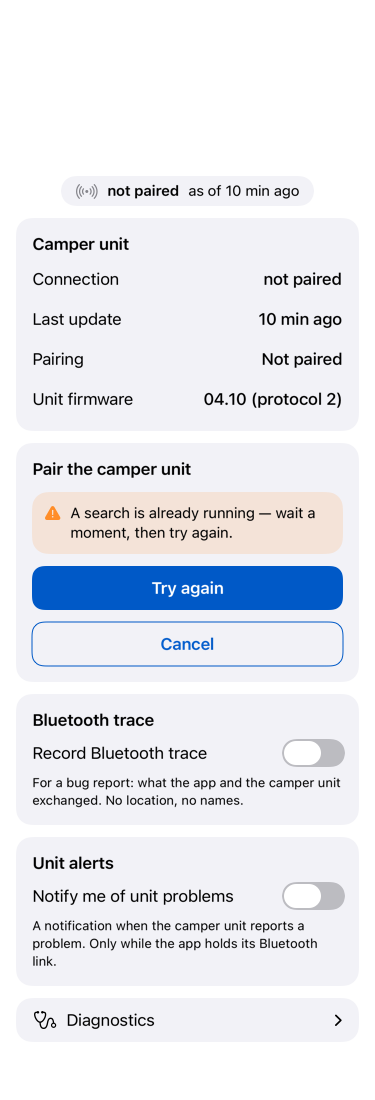 not paired as of 10 min ago
Camper unit
Connection not paired
Last update 10 min ago
Pairing Not paired
Unit firmware 04.10 (protocol 2)
Pair the camper unit
A search is already running — wait a
moment, then try again.
Try again
Cancel
Bluetooth trace
Record Bluetooth trace
For a bug report: what the app and the camper unit
exchanged. No location, no names.
Unit alerts
Notify me of unit problems
A notification when the camper unit reports a
problem. Only while the app holds its Bluetooth
link.
Diagnostics